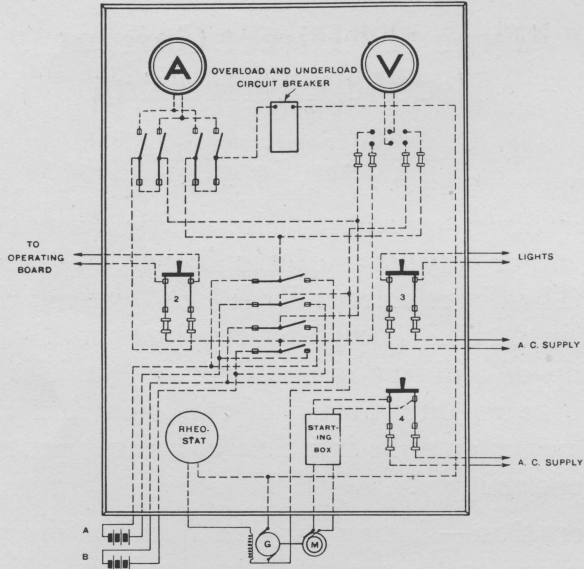 A
V
OVERLOAD AND UNDERLOAD
CIRCUIT BREAKER
TO
OPERATING
BOARD
LIGHTS
2
3
A. C. SUPPLY
RHEO-
STAT
START-
ING
BOX
4
A. C. SUPPLY
A
B
G
M